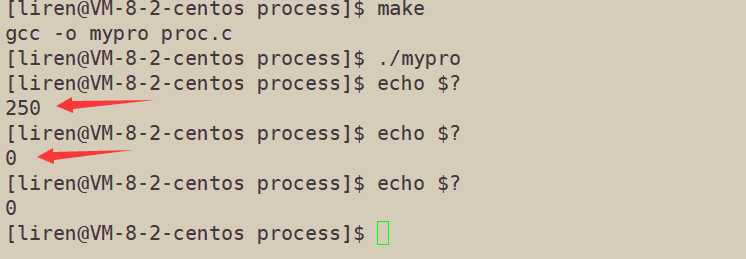 [liren@VM-8-2-centos process]$ make
gcc -o mypro proc.c
[liren@VM-8-2-centos process]$ ./mypro
[liren@VM-8-2-centos process]$ echo $?
250
[liren@VM-8-2-centos process]$ echo $?
0
[liren@VM-8-2-centos process]$ echo $?
0
[liren@VM-8-2-centos process]$